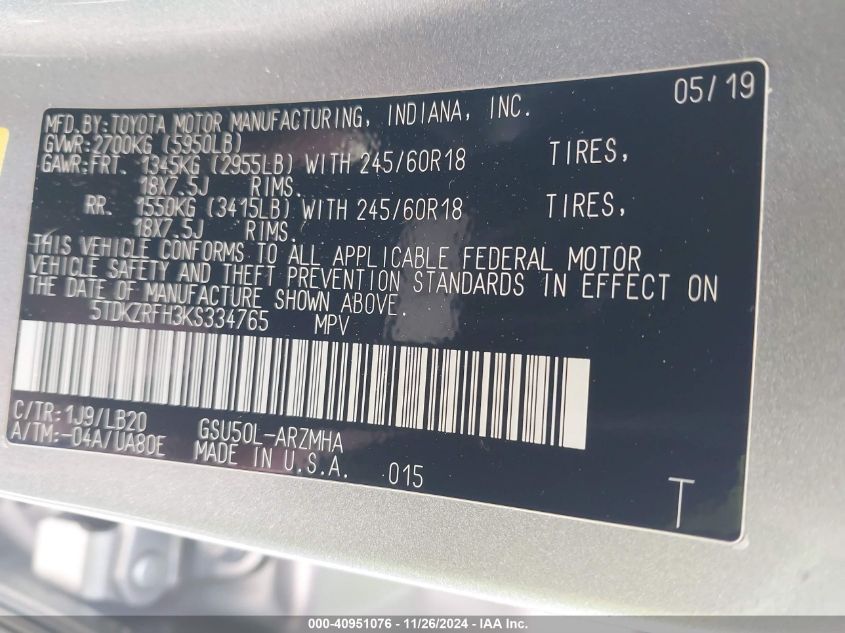 05/19
MFD.BY:TOYOTA MOTOR MANUFACTURING, INDIANA, INC.
GVWR:2700KG (5950LB)
GAWR:FRT. 1345KG (2955LB) WITH 245/60R18 TIRES,
18X7.5J RIMS.
RR. 1550KG (3415LB) WITH 245/60R18 TIRES,
18X7.5J RIMS.
THIS VEHICLE CONFORMS TO ALL APPLICABLE FEDERAL MOTOR
VEHICLE SAFETY AND THEFT PREVENTION STANDARDS IN EFFECT ON
THE DATE OF MANUFACTURE SHOWN ABOVE.
5TDKZRFH3KS334765 MPV
C/TR:1J9/LB20 GSU50L-ARZMHA
A/TM:-04A/UA80E MADE IN U.S.A. 015
T
000-40951076 - 11/26/2024 - IAA Inc.